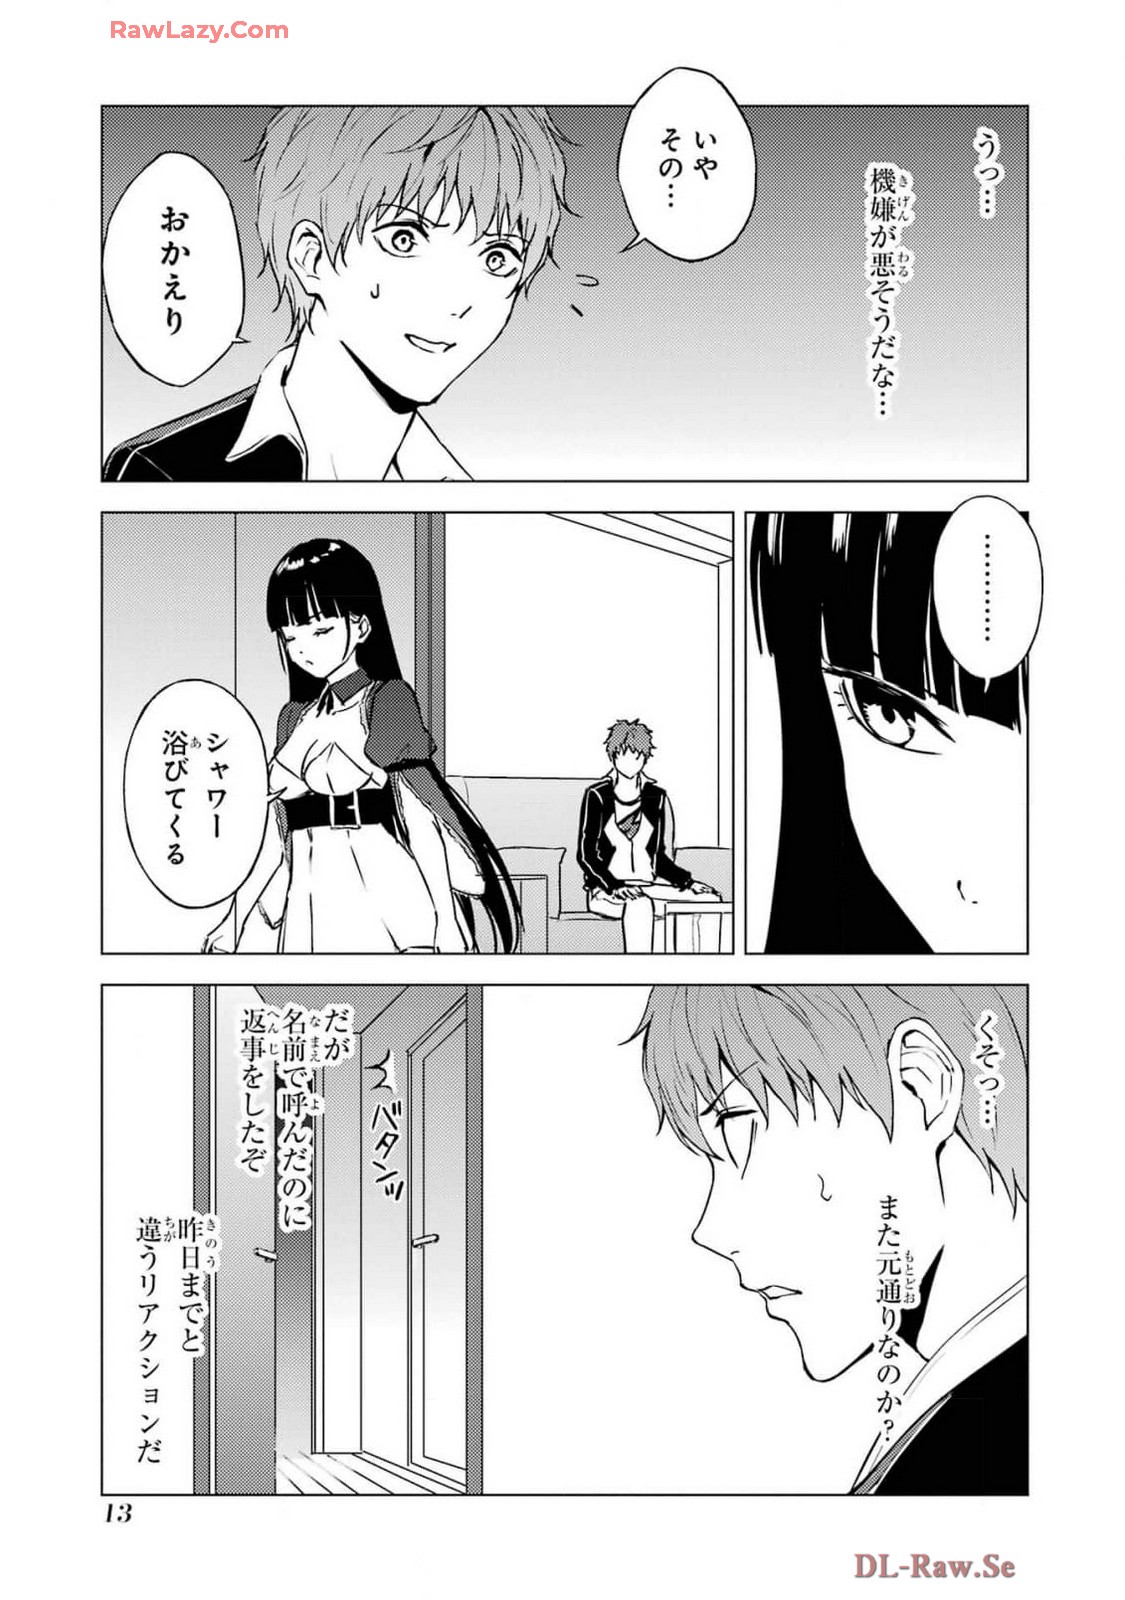 RawLazy.Com
うっ…
機嫌が悪そうだな…
いや
その…
おかえり
…………
シャワー
浴びてくる
くそっ…
また元通りなのか?
バタンッ
だが
名前で呼んだのに
返事をしたぞ
昨日までと
違うリアクションだ
13
DL-Raw.Se